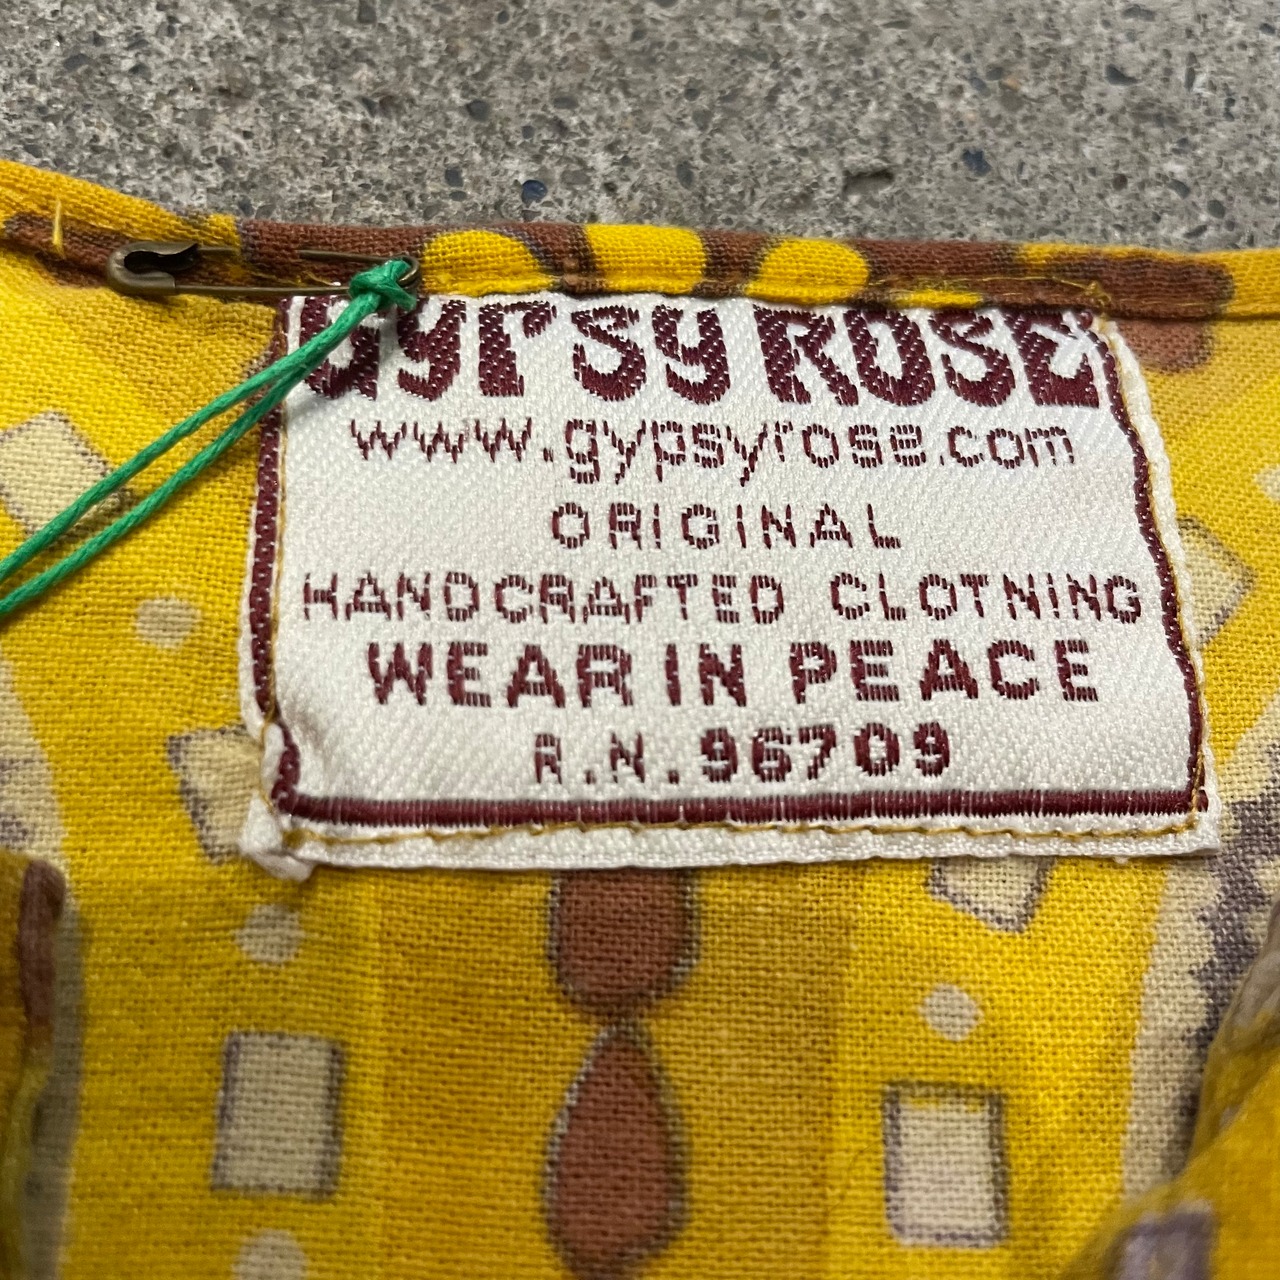 GYPSY ROSE
www.gypsyrose.com
ORIGINAL
HANDCRAFTED CLOTHING
WEAR IN PEACE
R.N. 96709